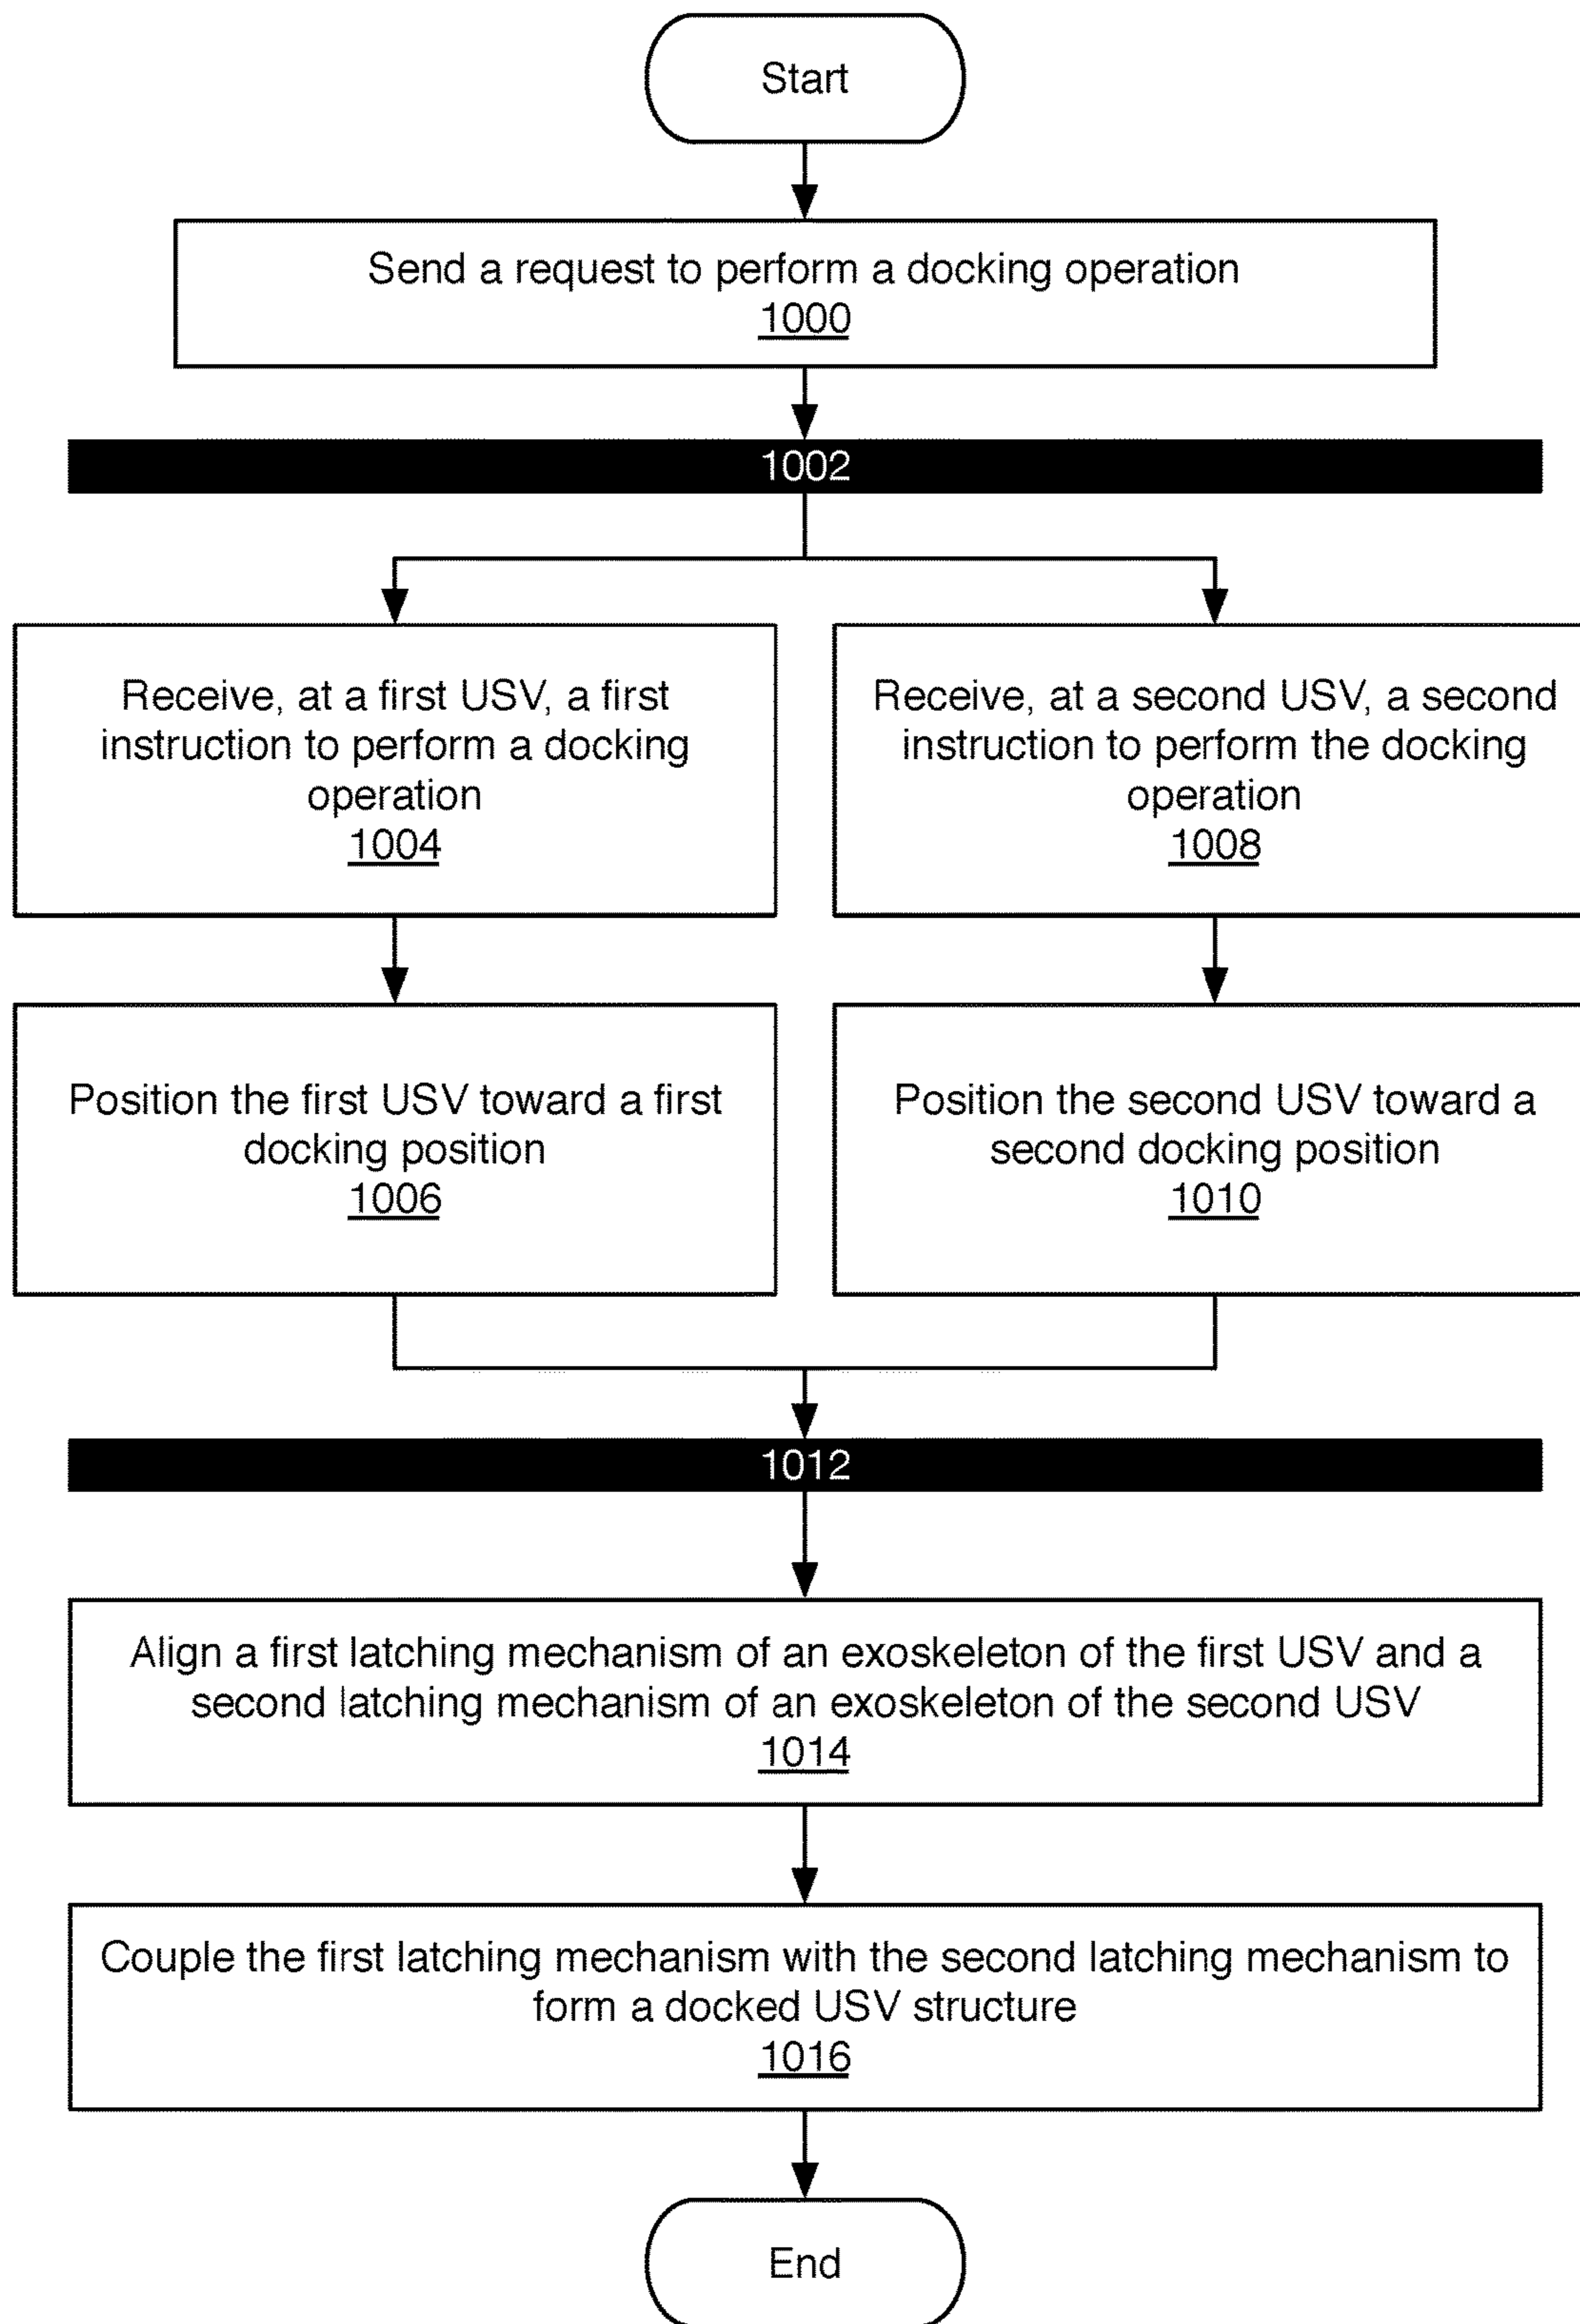 Start
Send a request to perform a docking operation
1000
1002
Receive, at a first USV, a first
instruction to perform a docking
operation
1004
Receive, at a second USV, a second
instruction to perform the docking
operation
1008
Position the first USV toward a first
docking position
1006
Position the second USV toward a
second docking position
1010
1012
Align a first latching mechanism of an exoskeleton of the first USV and a
second latching mechanism of an exoskeleton of the second USV
1014
Couple the first latching mechanism with the second latching mechanism to
form a docked USV structure
1016
End